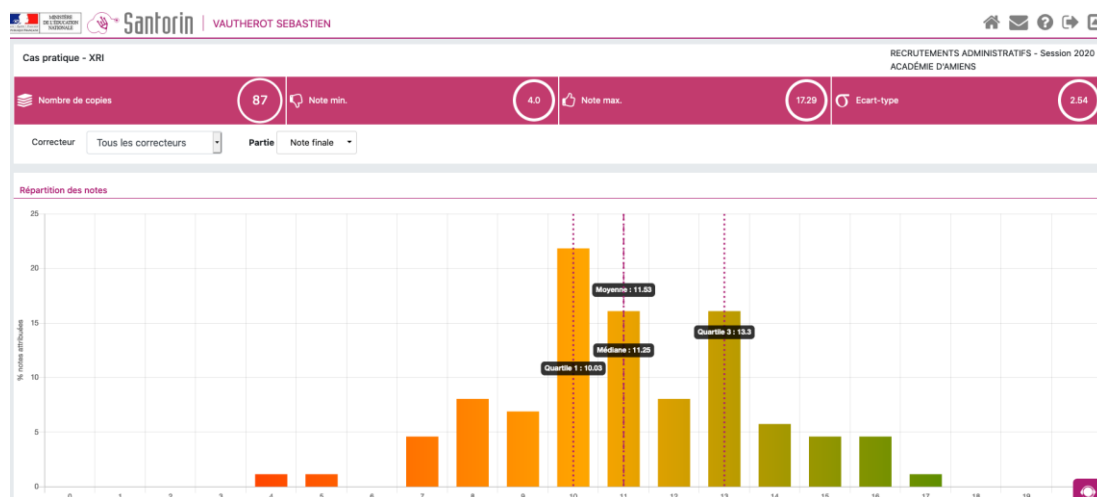 MINISTÈRE
DE L'ÉDUCATION
NATIONALE
Santorin
VAUTHEROT SEBASTIEN
Cas pratique - XRI
RECRUTEMENTS ADMINISTRATIFS - Session 2020
ACADÉMIE D'AMIENS
Nombre de copies 87 Note min. 4.0 Note max. 17.29 Ecart-type 2.54
Correcteur Tous les correcteurs Partie Note finale
Répartition des notes
25
20
15
10
5
0
% notes attribuées
Moyenne : 11.53
Quartile 3 : 13.3
Médiane : 11.25
Quartile 1 : 10.03
0 1 2 3 4 5 6 7 8 9 10 11 12 13 14 15 16 17 18 19